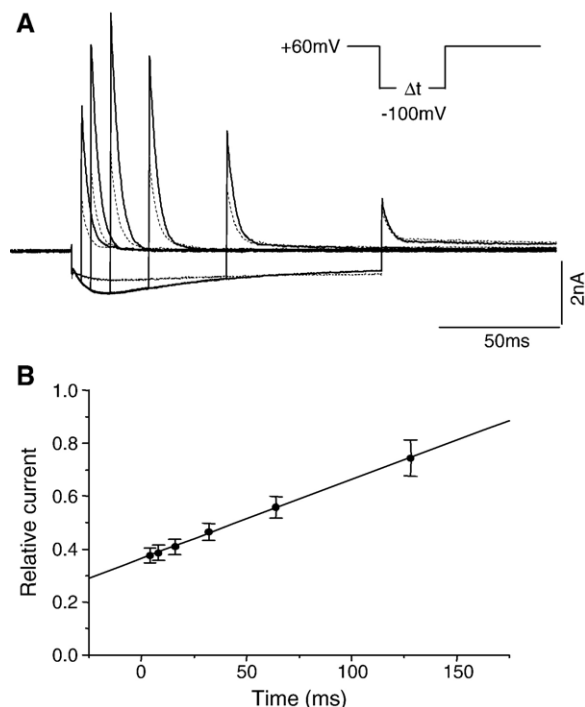 A
+60mV
Δt
-100mV
2nA
50ms
B
1.0
0.8
0.6
0.4
0.2
0.0
Relative current
0
50
100
150
Time (ms)